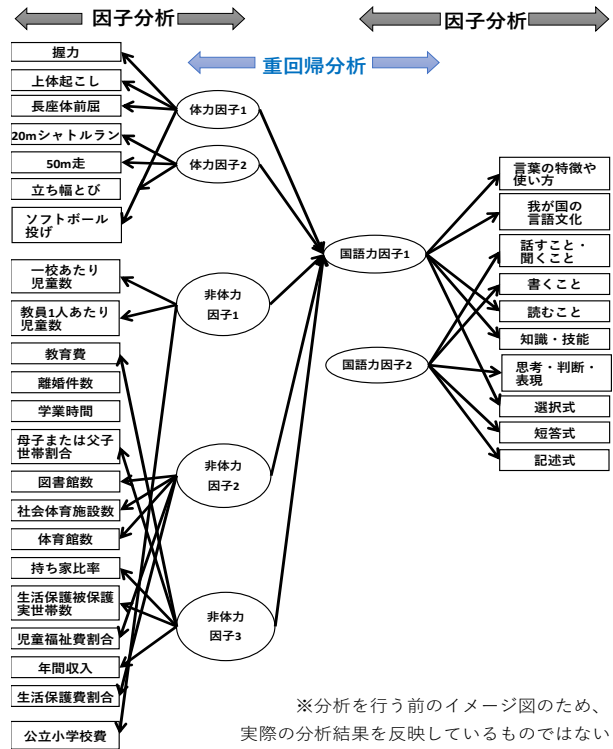 因子分析
因子分析
重回帰分析
握力
上体起こし
長座体前屈
20mシャトルラン
50m走
立ち幅とび
ソフトボール
投げ
一校あたり
児童数
教員1人あたり
児童数
教育費
離婚件数
学業時間
母子または父子
世帯割合
図書館数
社会体育施設数
体育館数
持ち家比率
生活保護被保護
実世帯数
児童福祉費割合
年間収入
生活保護費割合
公立小学校費
体力因子1
体力因子2
非体力
因子1
非体力
因子2
非体力
因子3
国語力因子1
国語力因子2
言葉の特徴や
使い方
我が国の
言語文化
話すこと・
聞くこと
書くこと
読むこと
知識・技能
思考・判断・
表現
選択式
短答式
記述式
※分析を行う前のイメージ図のため、
実際の分析結果を反映しているものではない